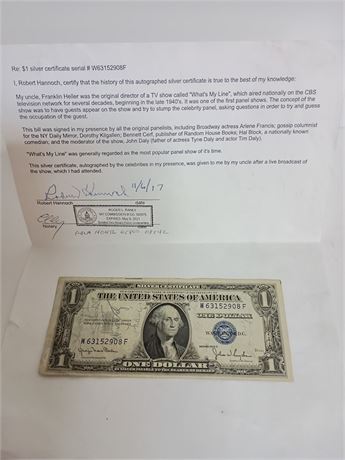 Re: $1 silver certificate serial # W63152908F
I, Robert Hannoch, certify that the history of this autographed silver certificate is true to the best of my knowledge:
My uncle, Franklin Heller was the original director of a TV show called "What's My Line", which aired nationally on the CBS
television network for several decades, beginning in the late 1940's. It was one of the first panel shows. The concept of the
show was to have guests appear on the show and try to stump the celebrity panel, asking questions in order to try and guess
the occupation of the guest.
This bill was signed in my presence by all the original panelists, including Broadway actress Arlene Francis; gossip columnist
for the NY Daily Mirror, Dorothy Kilgallen; Bennett Cerf, publisher of Random House Books; Hal Block, a nationally known
comedian; and the moderator of the show, John Daly (father of actress Tyne Daly and actor Tim Daly).
"What's My Line" was generally regarded as the most popular panel show of it's time.
This certificate, autographed by the celebrities in my presence, was given to me by my uncle after a live broadcast of
the show, which I had attended.
11/6/17
Robert Hannoch date
Notary date
SILVER CERTIFICATE
ONE DOLLAR
W 63152908 F
WASHINGTON, D.C.
W 63152908 F
ONE DOLLAR
1
1
1
1